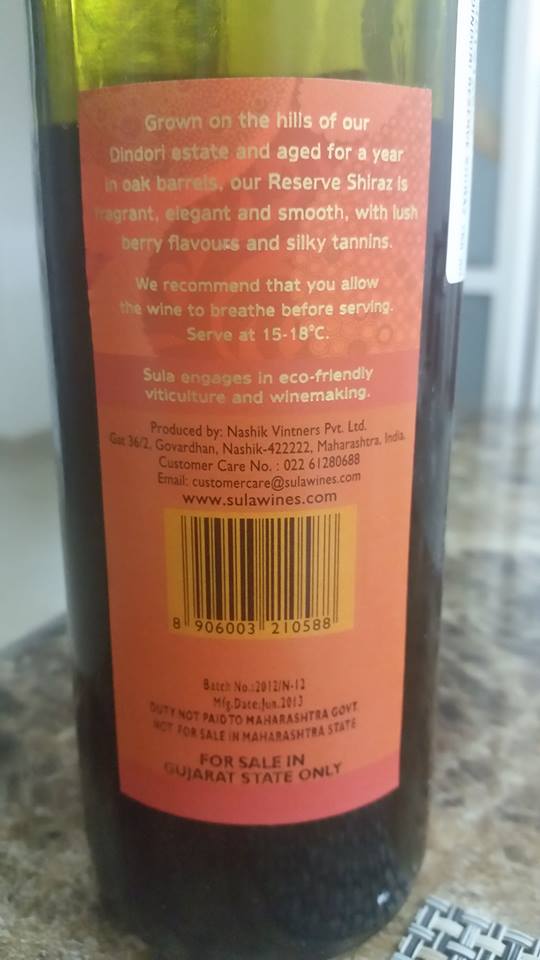 Grown on the hills of our
Dindori estate and aged for a year
in oak barrels, our Reserve Shiraz is
fragrant, elegant and smooth, with lush
berry flavours and silky tannins.
We recommend that you allow
the wine to breathe before serving.
Serve at 15-18°C.
Sula engages in eco-friendly
viticulture and winemaking.
Produced by: Nashik Vintners Pvt. Ltd.
Gat 36/2, Govardhan, Nashik-422222, Maharashtra, India.
Customer Care No. : 022 61280688
Email: customercare@sulawines.com
www.sulawines.com
8 906003 210588
Batch No.:2012/N-12
Mfg.Date:Jun.2013
DUTY NOT PAID TO MAHARASHTRA GOVT
NOT FOR SALE IN MAHARASHTRA STATE
FOR SALE IN
GUJARAT STATE ONLY
DINDORI RESERVE SHIRAZ